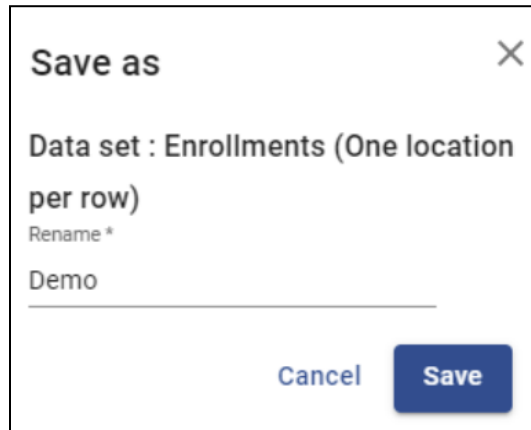 Save as
Data set : Enrollments (One location
per row)
Rename *
Demo
Cancel Save